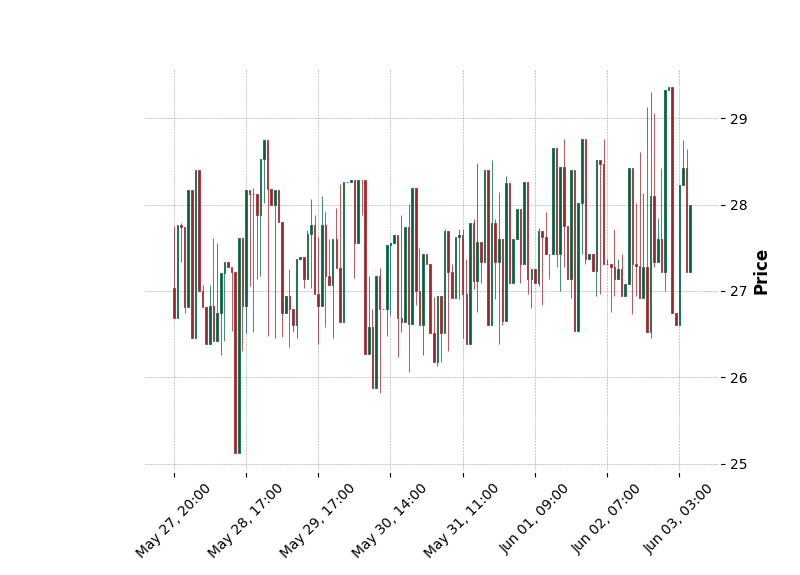 29
28
27
26
25
Price
May 27, 20:00
May 28, 17:00
May 29, 17:00
May 30, 14:00
May 31, 11:00
Jun 01, 09:00
Jun 02, 07:00
Jun 03, 03:00